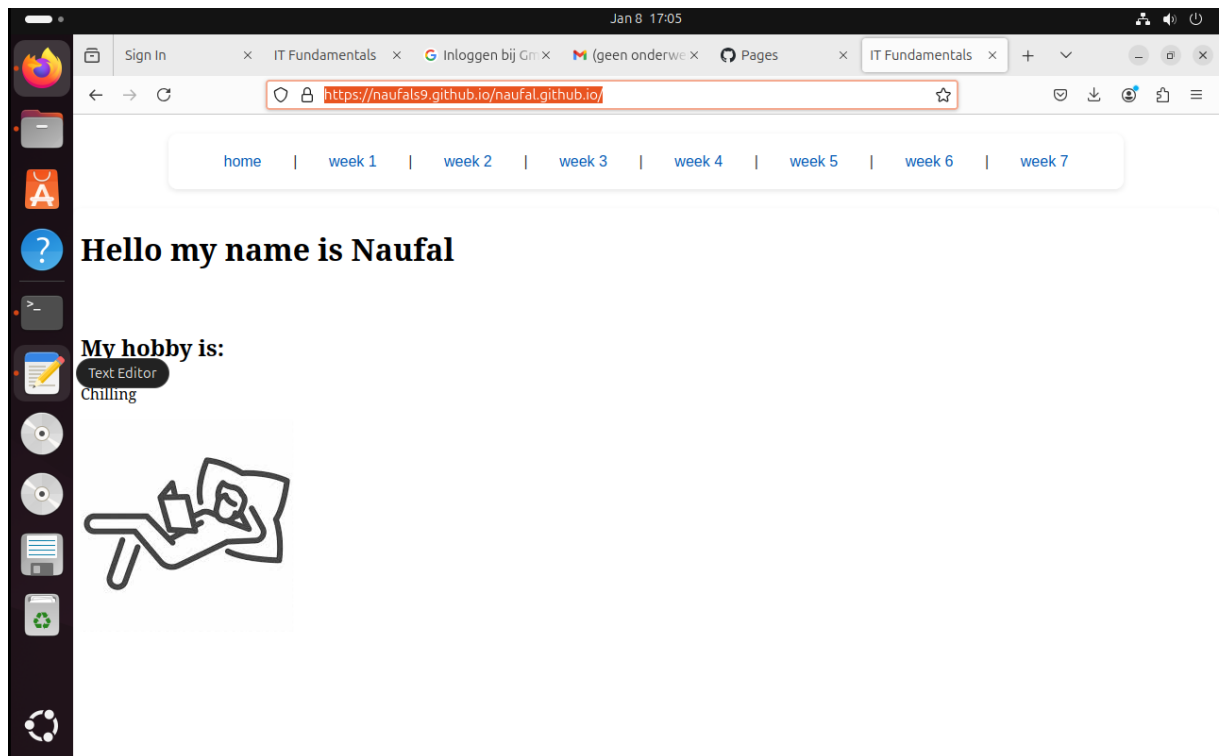 Jan 8 17:05
Sign In
IT Fundamentals
Inloggen bij Gm
(geen onderwe
Pages
IT Fundamentals
https://naufals9.github.io/naufal.github.io/
home | week 1 | week 2 | week 3 | week 4 | week 5 | week 6 | week 7
Hello my name is Naufal
My hobby is:
Text Editor
Chilling